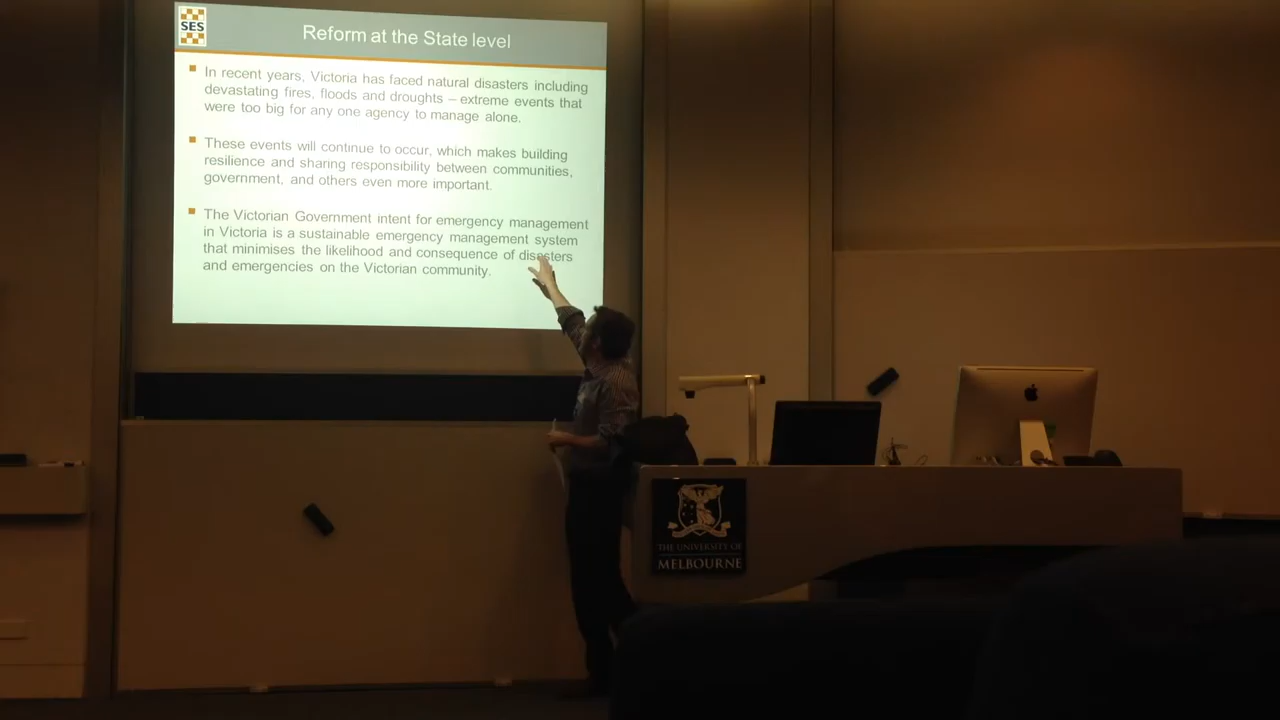 SES
Reform at the State level
In recent years, Victoria has faced natural disasters including
devastating fires, floods and droughts – extreme events that
were too big for any one agency to manage alone.
These events will continue to occur, which makes building
resilience and sharing responsibility between communities,
government, and others even more important.
The Victorian Government intent for emergency management
in Victoria is a sustainable emergency management system
that minimises the likelihood and consequence of disasters
and emergencies on the Victorian community.
THE UNIVERSITY OF
MELBOURNE